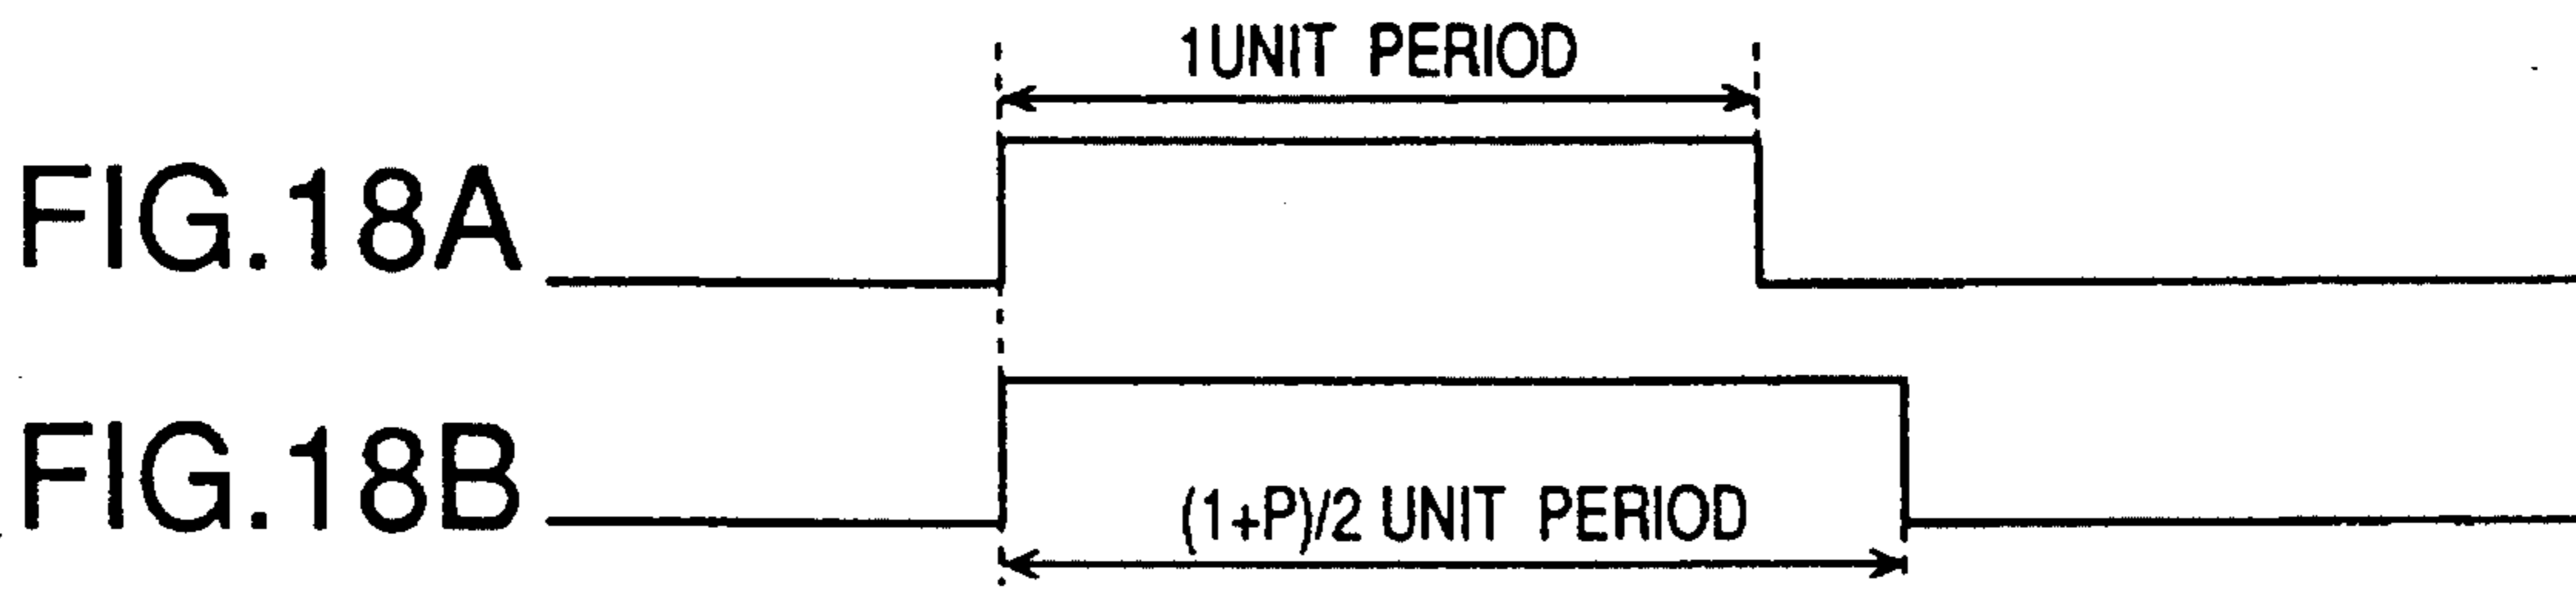 1UNIT PERIOD
FIG.18A
FIG.18B
(1+P)/2 UNIT PERIOD